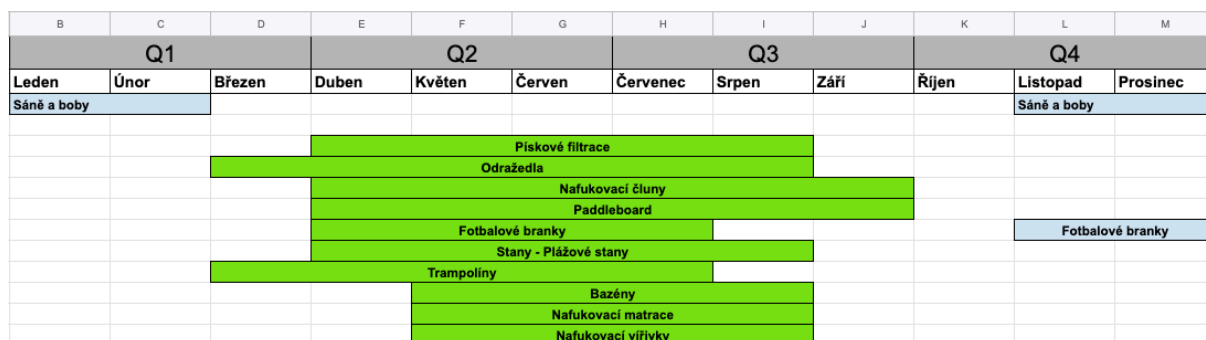 B C D E F G H I J K L M
Q1 Q2 Q3 Q4
Leden Únor Březen Duben Květen Červen Červenec Srpen Září Říjen Listopad Prosinec
Sáně a boby Sáně a boby
Pískové filtrace
Odražedla
Nafukovací čluny
Paddleboard
Fotbalové branky Fotbalové branky
Stany - Plážové stany
Trampolíny
Bazény
Nafukovací matrace
Nafukovací vířivky